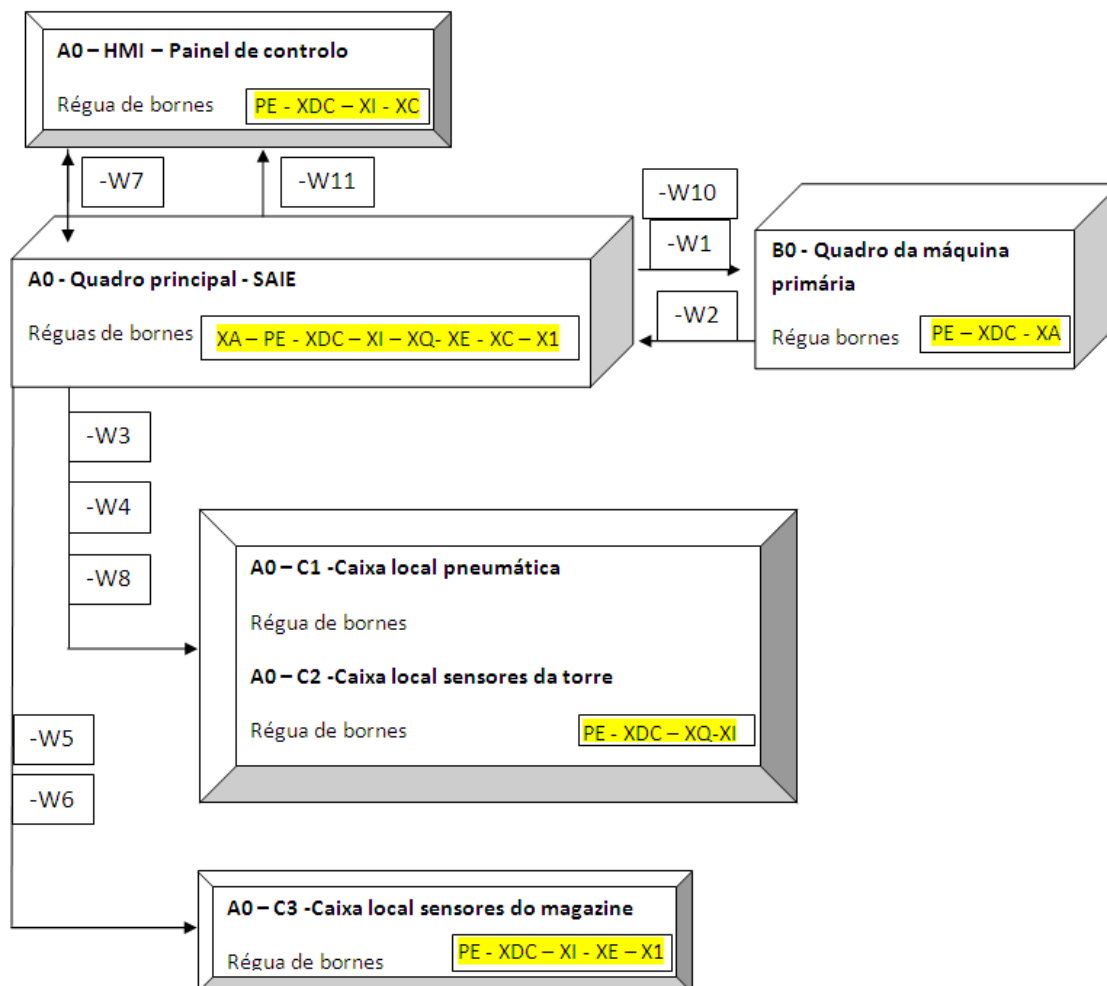 A0 – HMI – Painel de controlo
Régua de bornes PE - XDC – XI - XC
-W7
-W11
-W10
-W1
-W2
A0 - Quadro principal - SAIE
Réguas de bornes XA – PE - XDC – XI – XQ- XE - XC – X1
B0 - Quadro da máquina
primária
Régua bornes PE – XDC - XA
-W3
-W4
-W8
A0 – C1 -Caixa local pneumática
Régua de bornes
A0 – C2 -Caixa local sensores da torre
Régua de bornes PE - XDC – XQ-XI
-W5
-W6
A0 – C3 -Caixa local sensores do magazine
Régua de bornes PE - XDC – XI - XE – X1